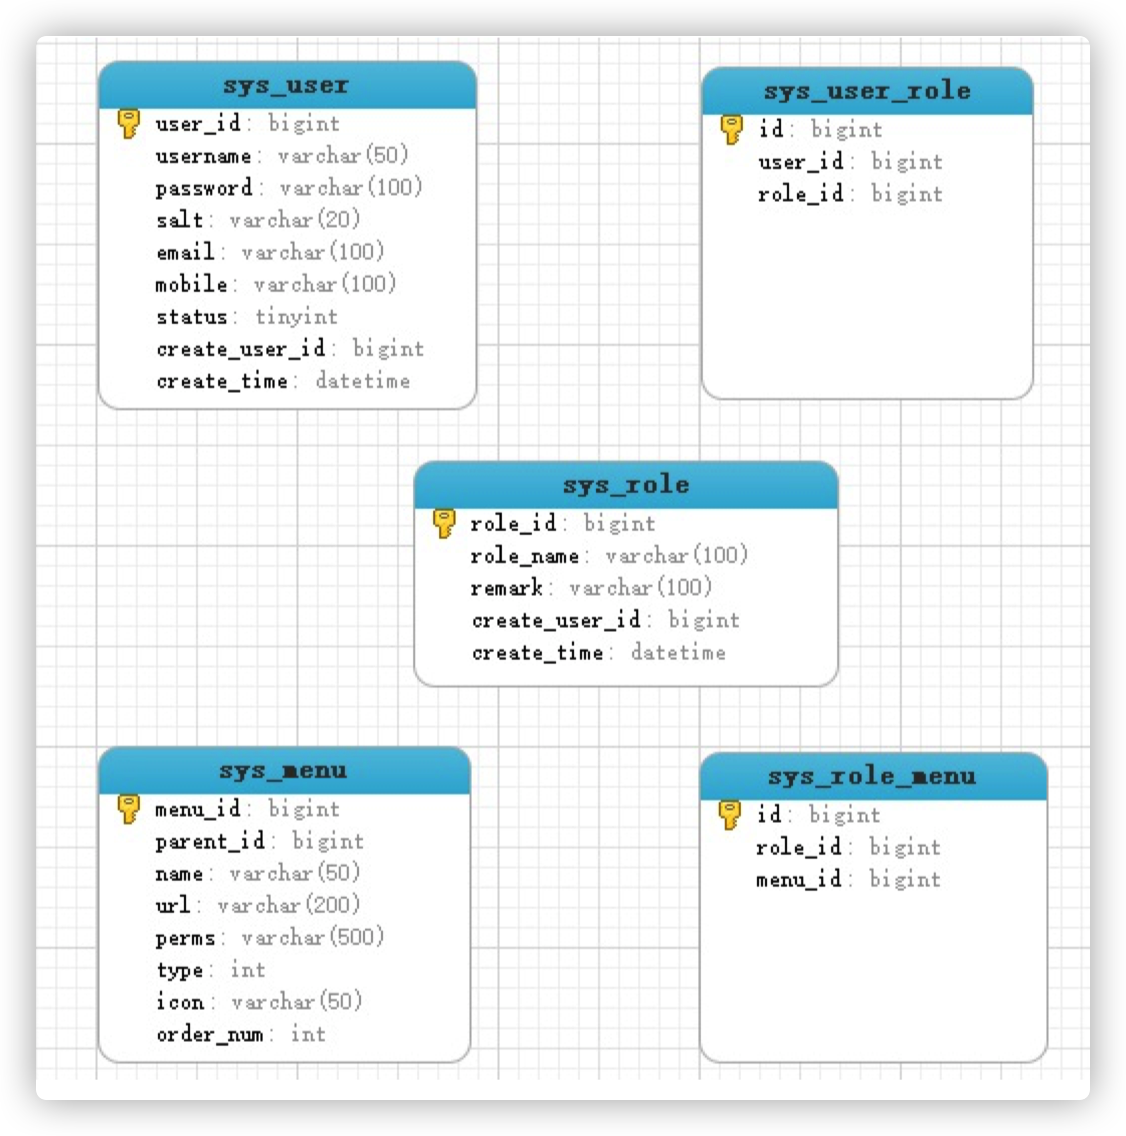 sys_user
user_id: bigint
username: varchar(50)
password: varchar(100)
salt: varchar(20)
email: varchar(100)
mobile: varchar(100)
status: tinyint
create_user_id: bigint
create_time: datetime
sys_user_role
id: bigint
user_id: bigint
role_id: bigint
sys_role
role_id: bigint
role_name: varchar(100)
remark: varchar(100)
create_user_id: bigint
create_time: datetime
sys_menu
menu_id: bigint
parent_id: bigint
name: varchar(50)
url: varchar(200)
perms: varchar(500)
type: int
icon: varchar(50)
order_num: int
sys_role_menu
id: bigint
role_id: bigint
menu_id: bigint